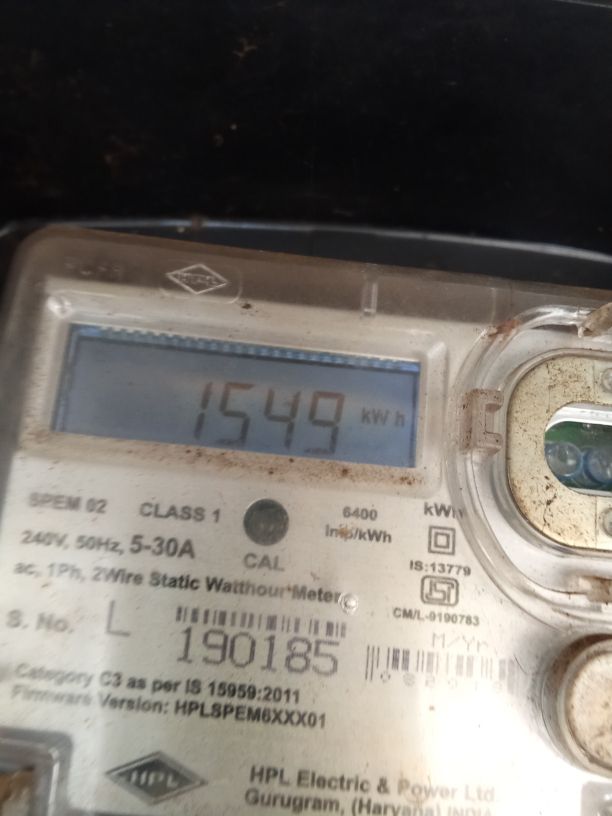 1549 kWh
SPEM 02 CLASS 1
6400 imp/kWh
kWh
240V, 50Hz, 5-30A
CAL
IS:13779
ac, 1Ph, 2Wire Static Watthour Meter
CM/L-9190783
S. No. L 190185
M/Yr
Category C3 as per IS 15959:2011
Firmware Version: HPLSPEM6XXX01
HPL
HPL Electric & Power Ltd.
Gurugram, (Haryana) INDIA